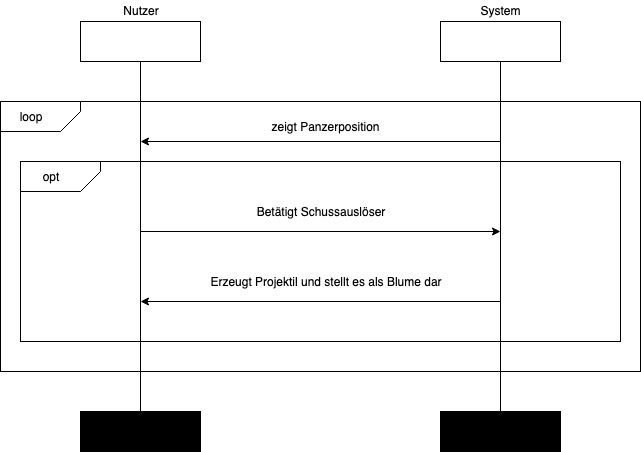 Nutzer
System
loop
zeigt Panzerposition
opt
Betätigt Schussauslöser
Erzeugt Projektil und stellt es als Blume dar